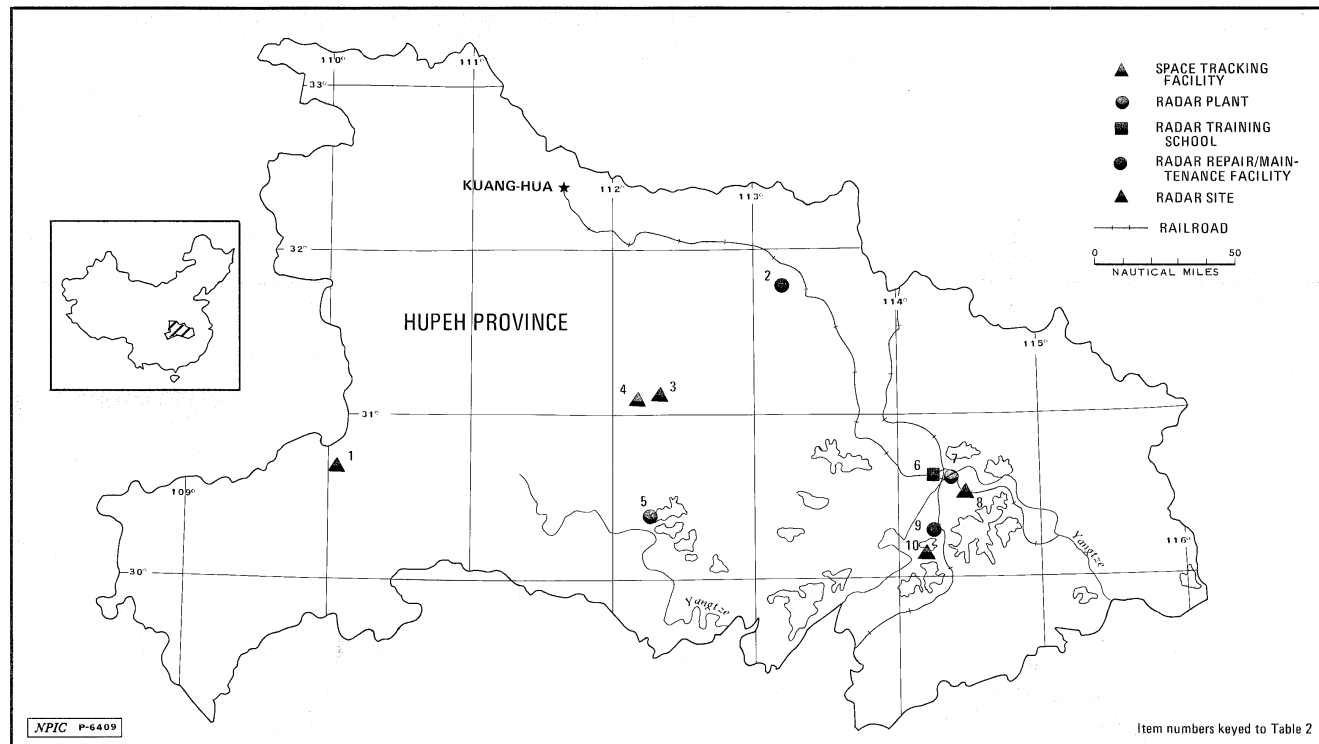 110°
111°
33°
SPACE TRACKING
FACILITY
RADAR PLANT
RADAR TRAINING
SCHOOL
RADAR REPAIR/MAIN-
TENANCE FACILITY
RADAR SITE
RAILROAD
0 50
NAUTICAL MILES
KUANG-HUA
112°
113°
32°
2
114°
HUPEH PROVINCE
115°
4 3
31°
1
6 7
109°
5
8
9
10
Yangtze
116°
30°
Yangtze
NPIC P-6409
Item numbers keyed to Table 2